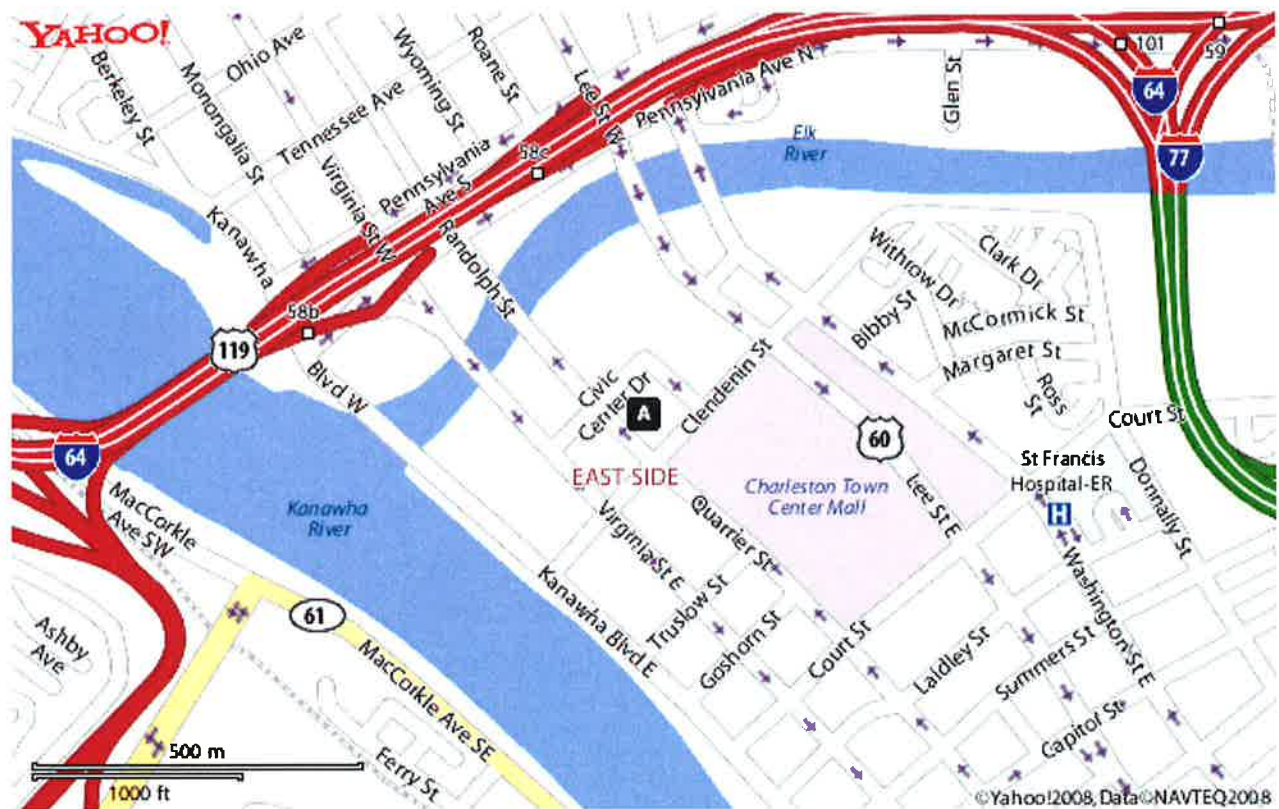 YAHOO!
Berkeley St
Ohio Ave
Monongalia St
Tennessee Ave
Wyoming St
Roane St
Lee St W
Pennsylvania Ave N
Glen St
101
59
64
77
Elk
River
Virginia St W
Pennsylvania
Ave S
58c
Kanawha
Blvd W
Randolph St
58b
119
64
Withrow Dr
Clark Dr
Bibby St
McCormick St
Margaret St
Ross
St
Court St
Civic
Center Dr
A
Clendenin St
60
EAST SIDE
Charleston Town
Center Mall
Lee St E
St Francis
Hospital-ER
H
Donnally St
MacCorkle
Ave SW
Kanawha
River
Quarrier St
Virginia St E
Washington St E
Kanawha Blvd E
Truslow St
Goshorn St
Court St
Laidley St
Summers St
Capitol St
61
MacCorkle Ave SE
Ashby
Ave
Ferry St
500 m
1000 ft
©Yahoo!2008, Data©NAVTEQ2008